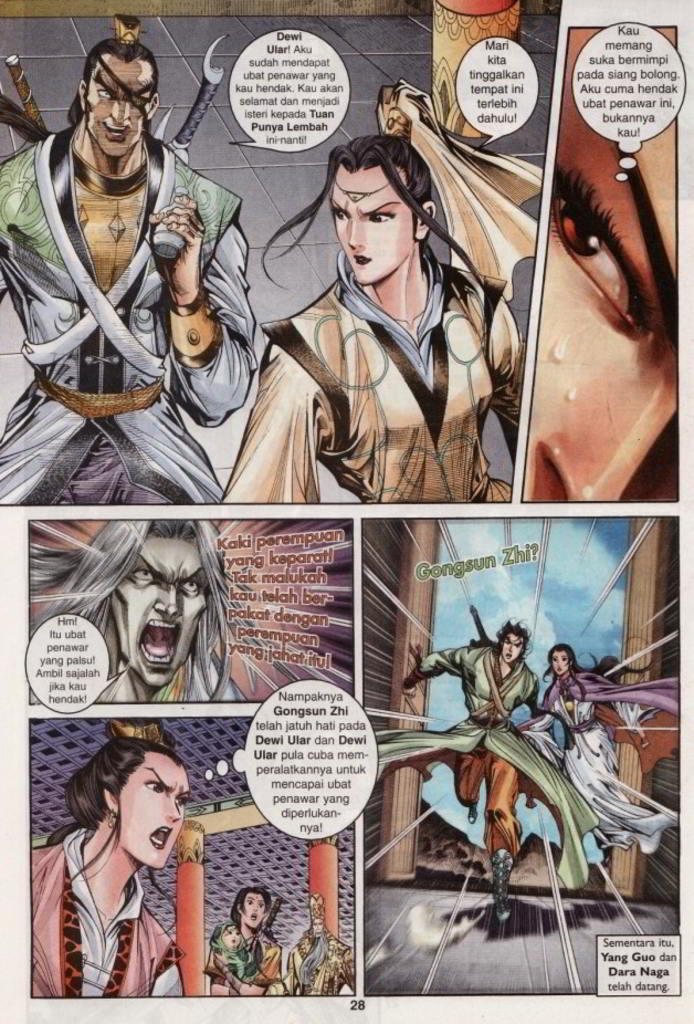 Dewi
Ular! Aku
sudah mendapat
ubat penawar yang
kau hendak. Kau akan
selamat dan menjadi
isteri kepada Tuan
Punya Lembah
ini nanti!
Mari
kita
tinggalkan
tempat ini
terlebih
dahulu!
Kau
memang
suka bermimpi
pada siang bolong.
Aku cuma hendak
ubat penawar ini,
bukannya
kau!
Kaki perempuan
yang keparat!
Tak malukah
kau telah ber-
pakat dengan
perempuan
yang jahat itu!
Hm!
Itu ubat
penawar
yang palsu!
Ambil sajalah
jika kau
hendak!
Gongsun Zhi?
Nampaknya
Gongsun Zhi
telah jatuh hati pada
Dewi Ular dan Dewi
Ular pula cuba mem-
peralatkannya untuk
mencapai ubat
penawar yang
diperlukan-
nya!
Sementara itu,
Yang Guo dan
Dara Naga
telah datang.
28